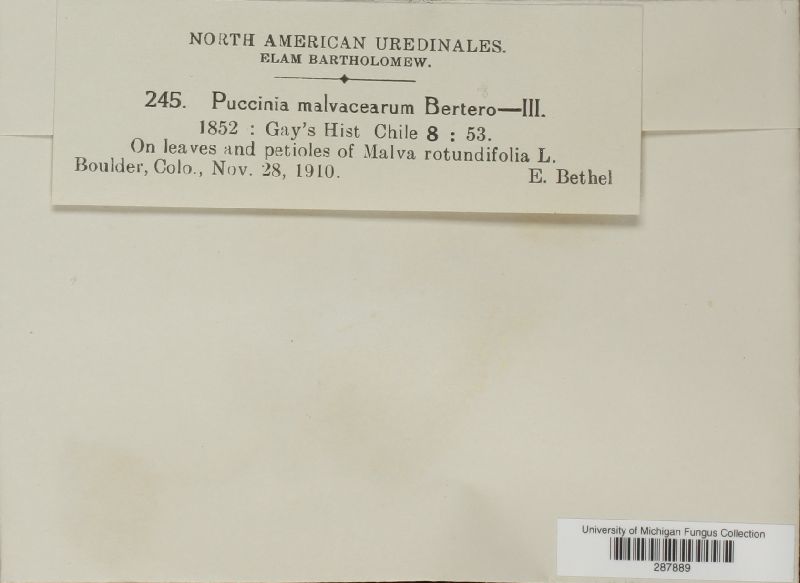 NORTH AMERICAN UREDINALES.
ELAM BARTHOLOMEW.
245. Puccinia malvacearum Bertero—III.
1852 : Gay's Hist Chile 8 : 53.
On leaves and petioles of Malva rotundifolia L.
Boulder, Colo., Nov. 28, 1910. E. Bethel
University of Michigan Fungus Collection
287889